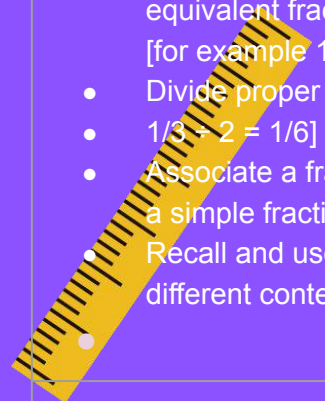 equivalent frac
[for example 1
● Divide proper
● 1/3 ÷ 2 = 1/6]
● Associate a fra
a simple fracti
● Recall and use
different conte
●